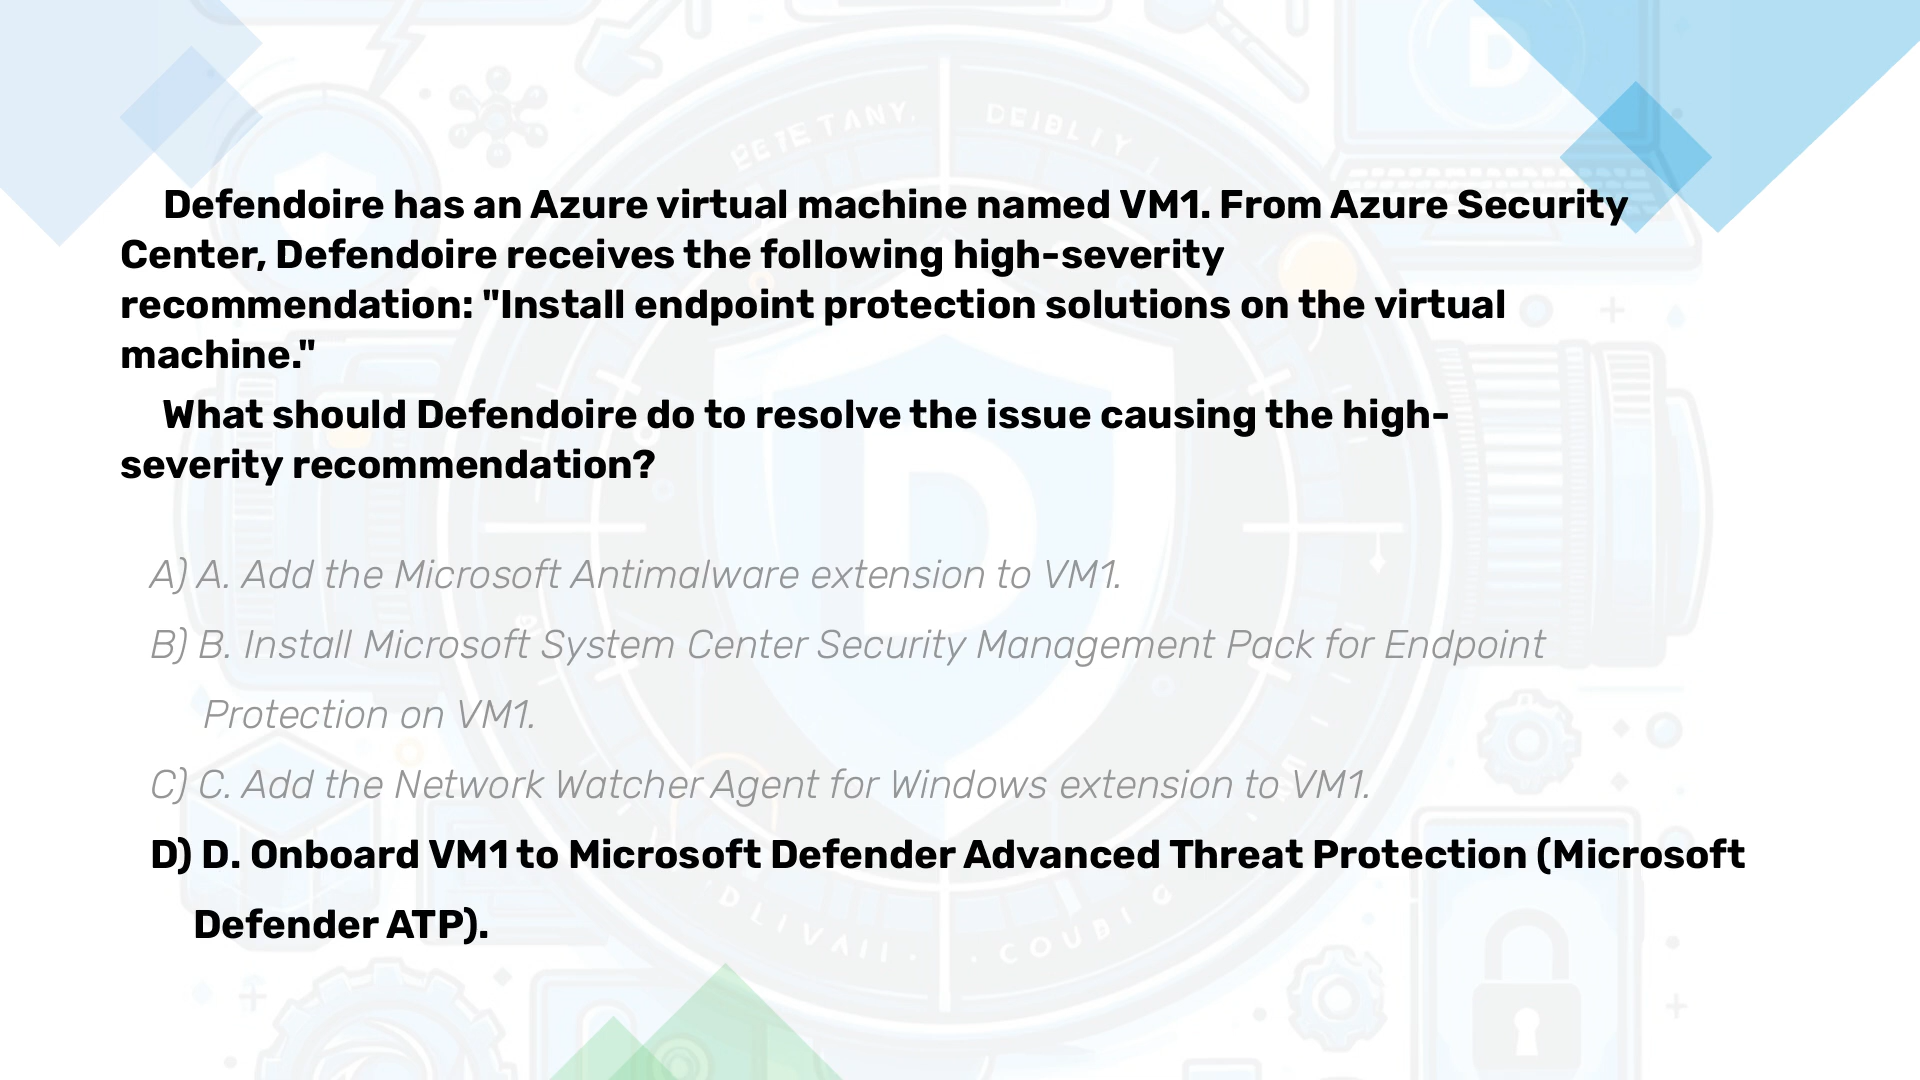 Defendoire has an Azure virtual machine named VM1. From Azure Security
Center, Defendoire receives the following high-severity
recommendation: "Install endpoint protection solutions on the virtual
machine."
What should Defendoire do to resolve the issue causing the high-
severity recommendation?
A) A. Add the Microsoft Antimalware extension to VM1.
B) B. Install Microsoft System Center Security Management Pack for Endpoint
Protection on VM1.
C) C. Add the Network Watcher Agent for Windows extension to VM1.
D) D. Onboard VM1 to Microsoft Defender Advanced Threat Protection (Microsoft
Defender ATP).